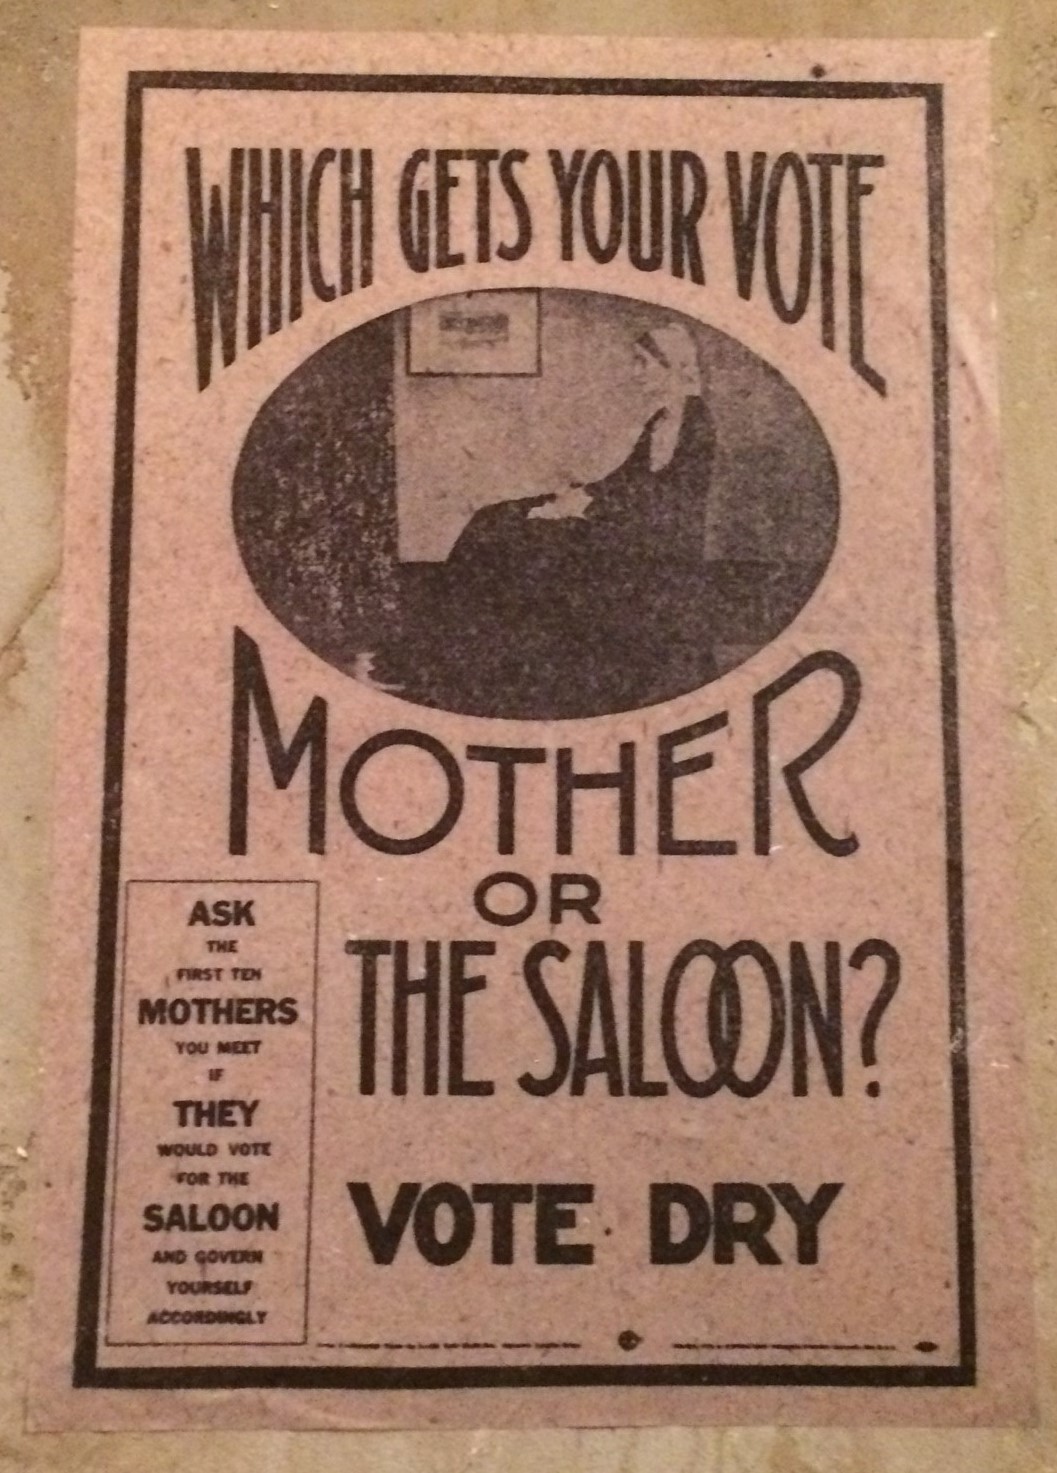 WHICH GETS YOUR VOTE
MOTHER
OR
THE SALOON?
VOTE DRY
ASK
THE
FIRST TEN
MOTHERS
YOU MEET
IF
THEY
WOULD VOTE
FOR THE
SALOON
AND GOVERN
YOURSELF
ACCORDINGLY